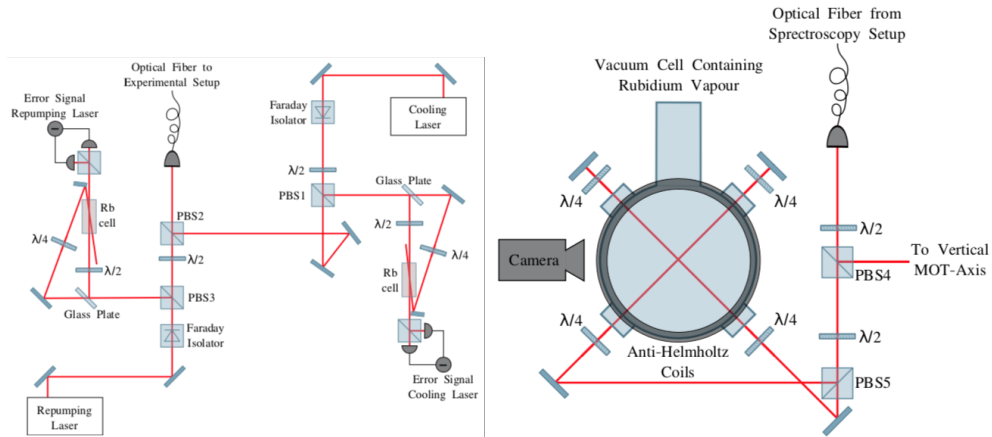 Optical Fiber to
Experimental Setup
Error Signal
Repumping Laser
Rb
cell
λ/4
λ/2
Glass Plate
PBS2
λ/2
PBS3
Faraday
Isolator
Repumping
Laser
Faraday
Isolator
Cooling
Laser
λ/2
PBS1
Glass Plate
λ/2
λ/4
Rb
cell
Error Signal
Cooling Laser
Optical Fiber from
Sprectroscopy Setup
Vacuum Cell Containing
Rubidium Vapour
λ/4
λ/4
Camera
λ/4
λ/4
Anti-Helmholtz
Coils
λ/2
To Vertical
MOT-Axis
PBS4
λ/2
PBS5